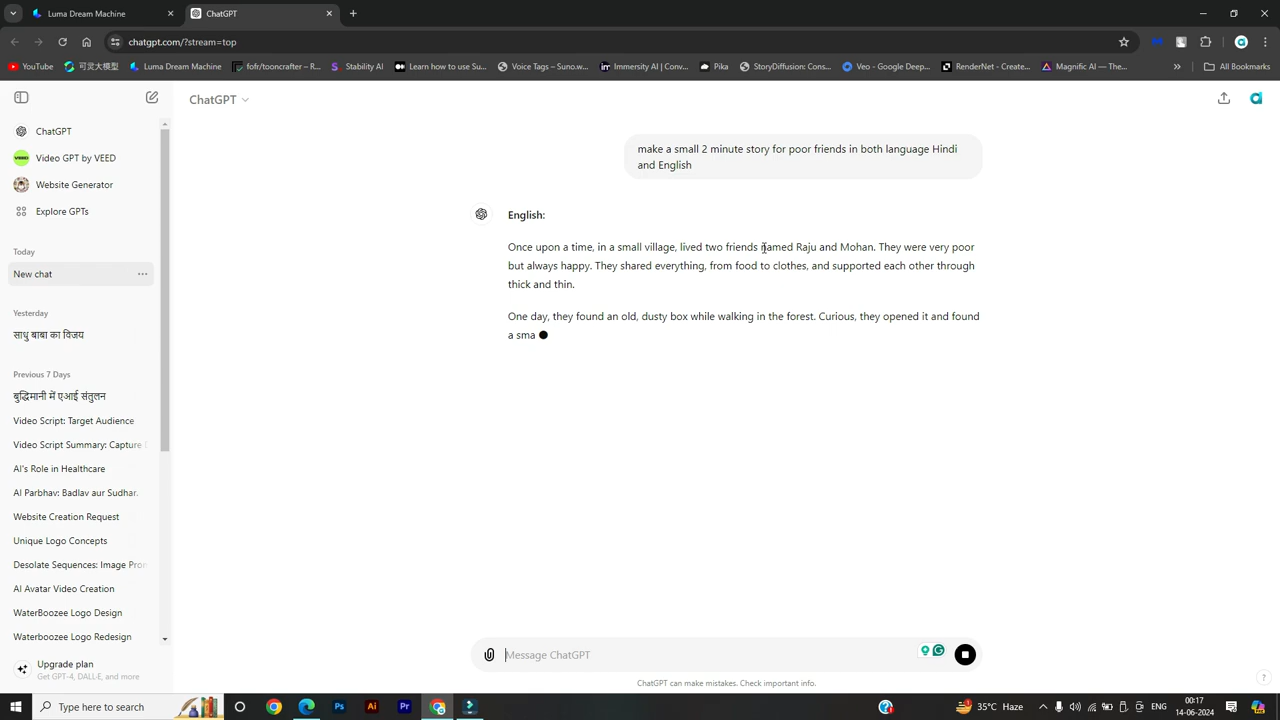 Luma Dream Machine
ChatGPT
chatgpt.com/?stream=top
YouTube
可灵大模型
Luma Dream Machine
fofr/tooncrafter – R...
Stability AI
Learn how to use Su...
Voice Tags – Suno.w...
Immersity AI | Conv...
Pika
StoryDiffusion: Cons...
Veo - Google Deep...
RenderNet - Create...
Magnific AI — The...
All Bookmarks
ChatGPT
ChatGPT
Video GPT by VEED
Website Generator
Explore GPTs
Today
New chat
Yesterday
साधु बाबा का विजय
Previous 7 Days
बुद्धिमानी में एआई संतुलन
Video Script: Target Audience
Video Script Summary: Capture
AI's Role in Healthcare
AI Parbhav: Badlav aur Sudhar.
Website Creation Request
Unique Logo Concepts
Desolate Sequences: Image Pro
AI Avatar Video Creation
WaterBoozee Logo Design
Waterboozee Logo Redesign
Upgrade plan
Get GPT-4, DALL·E, and more
make a small 2 minute story for poor friends in both language Hindi
and English
English:
Once upon a time, in a small village, lived two friends named Raju and Mohan. They were very poor
but always happy. They shared everything, from food to clothes, and supported each other through
thick and thin.
One day, they found an old, dusty box while walking in the forest. Curious, they opened it and found
a sma
Message ChatGPT
ChatGPT can make mistakes. Check important info.
?
Type here to search
Ps
Ai
Pr
35°C Haze
ENG
00:17
14-06-2024